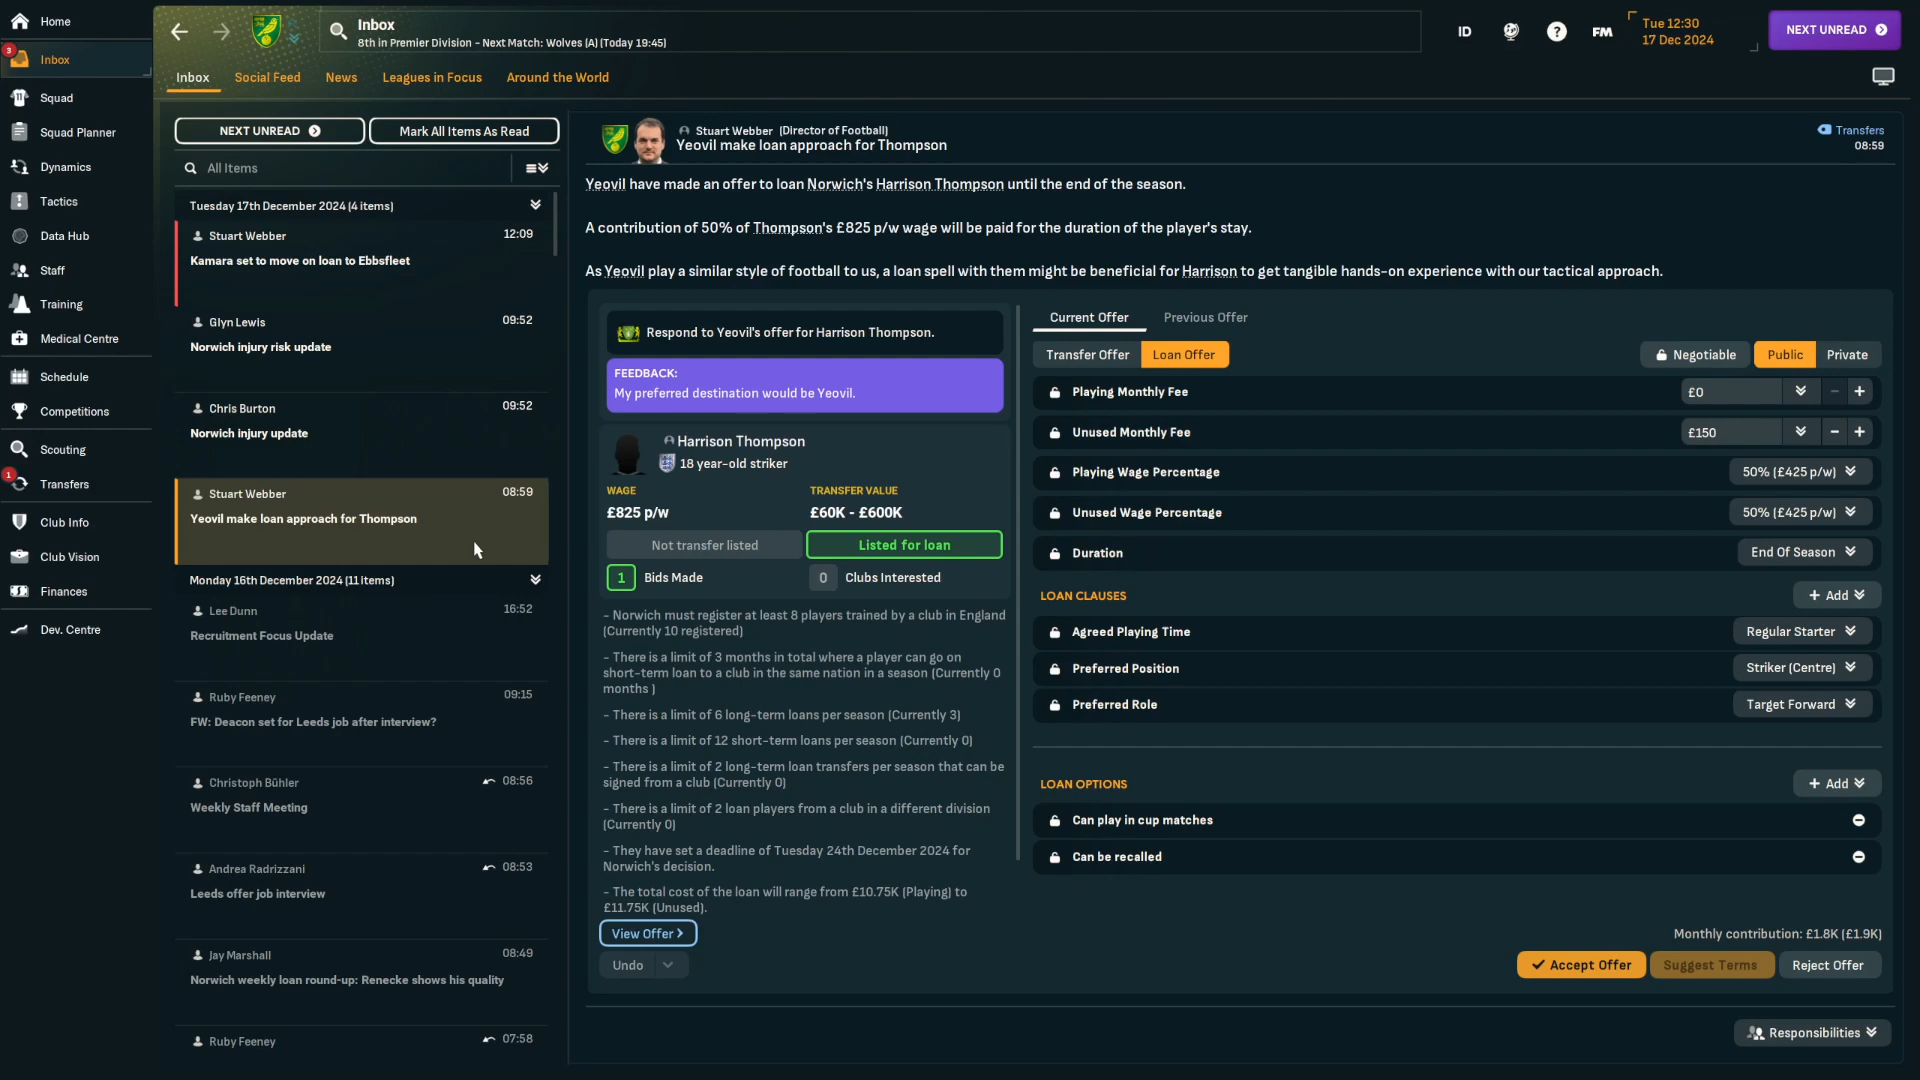 Home
3
Inbox
Squad
Squad Planner
Dynamics
Tactics
Data Hub
Staff
Training
Medical Centre
Schedule
Competitions
Scouting
1
Transfers
Club Info
Club Vision
Finances
Dev. Centre
Inbox
8th in Premier Division - Next Match: Wolves (A) (Today 19:45)
ID
?
FM
Tue 12:30
17 Dec 2024
NEXT UNREAD
Inbox Social Feed News Leagues in Focus Around the World
NEXT UNREAD
Mark All Items As Read
All Items
Tuesday 17th December 2024 (4 items)
Stuart Webber 12:09
Kamara set to move on loan to Ebbsfleet
Glyn Lewis 09:52
Norwich injury risk update
Chris Burton 09:52
Norwich injury update
Stuart Webber 08:59
Yeovil make loan approach for Thompson
Monday 16th December 2024 (11 items)
Lee Dunn 16:52
Recruitment Focus Update
Ruby Feeney 09:15
FW: Deacon set for Leeds job after interview?
Christoph Bühler 08:56
Weekly Staff Meeting
Andrea Radrizzani 08:53
Leeds offer job interview
Jay Marshall 08:49
Norwich weekly loan round-up: Renecke shows his quality
Ruby Feeney 07:58
Stuart Webber (Director of Football)
Yeovil make loan approach for Thompson
Transfers
08:59
Yeovil have made an offer to loan Norwich's Harrison Thompson until the end of the season.
A contribution of 50% of Thompson's £825 p/w wage will be paid for the duration of the player's stay.
As Yeovil play a similar style of football to us, a loan spell with them might be beneficial for Harrison to get tangible hands-on experience with our tactical approach.
Respond to Yeovil's offer for Harrison Thompson.
FEEDBACK:
My preferred destination would be Yeovil.
Harrison Thompson
18 year-old striker
WAGE TRANSFER VALUE
£825 p/w £60K - £600K
Not transfer listed Listed for loan
1 Bids Made 0 Clubs Interested
- Norwich must register at least 8 players trained by a club in England
(Currently 10 registered)
- There is a limit of 3 months in total where a player can go on
short-term loan to a club in the same nation in a season (Currently 0
months )
- There is a limit of 6 long-term loans per season (Currently 3)
- There is a limit of 12 short-term loans per season (Currently 0)
- There is a limit of 2 long-term loan transfers per season that can be
signed from a club (Currently 0)
- There is a limit of 2 loan players from a club in a different division
(Currently 0)
- They have set a deadline of Tuesday 24th December 2024 for
Norwich's decision.
- The total cost of the loan will range from £10.75K (Playing) to
£11.75K (Unused).
View Offer >
Undo
Current Offer Previous Offer
Transfer Offer Loan Offer Negotiable Public Private
Playing Monthly Fee £0 - +
Unused Monthly Fee £150 - +
Playing Wage Percentage 50% (£425 p/w)
Unused Wage Percentage 50% (£425 p/w)
Duration End Of Season
LOAN CLAUSES + Add
Agreed Playing Time Regular Starter
Preferred Position Striker (Centre)
Preferred Role Target Forward
LOAN OPTIONS + Add
Can play in cup matches
Can be recalled
Monthly contribution: £1.8K (£1.9K)
Accept Offer Suggest Terms Reject Offer
Responsibilities